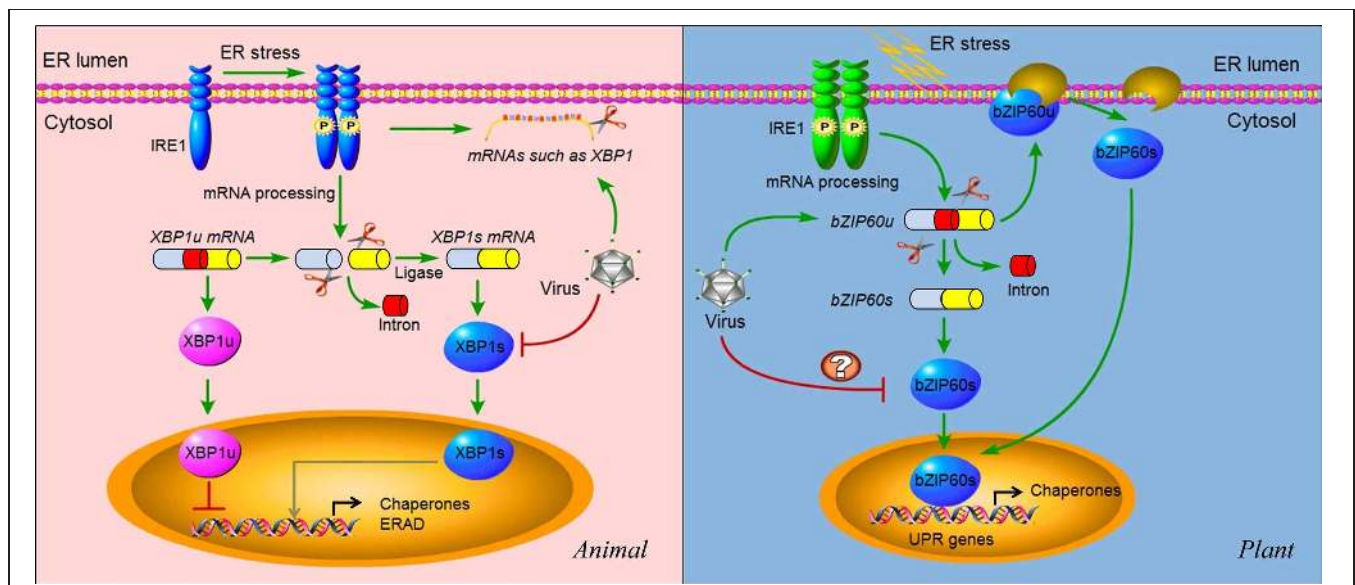 ER lumen
ER stress
Cytosol
IRE1
P P
mRNAs such as XBP1
mRNA processing
XBP1u mRNA
XBP1s mRNA
Ligase
Intron
Virus
XBP1u
XBP1s
XBP1u
XBP1s
Chaperones
ERAD
Animal
ER stress
ER lumen
bZIP60u
Cytosol
P P
IRE1
bZIP60s
mRNA processing
bZIP60u
Intron
bZIP60s
Virus
?
bZIP60s
bZIP60s
Chaperones
UPR genes
Plant